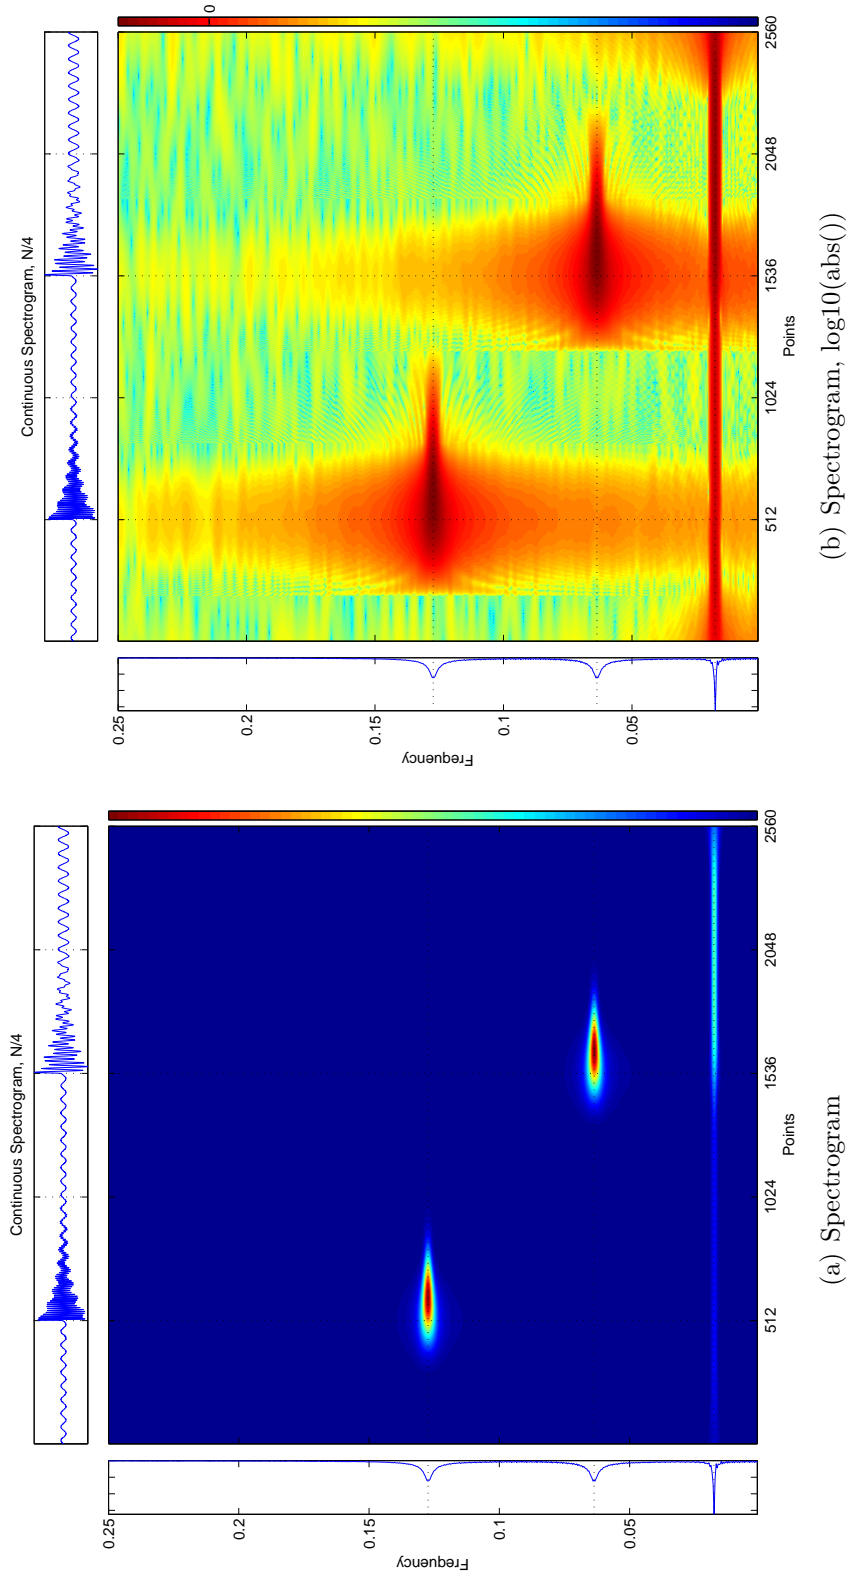 Continuous Spectrogram, N/4
0.25
0.2
0.15
0.1
0.05
Frequency
512
1024
1536
2048
2560
Points
(a) Spectrogram
Continuous Spectrogram, N/4
0
0.25
0.2
0.15
0.1
0.05
Frequency
512
1024
1536
2048
2560
Points
(b) Spectrogram, log10(abs())